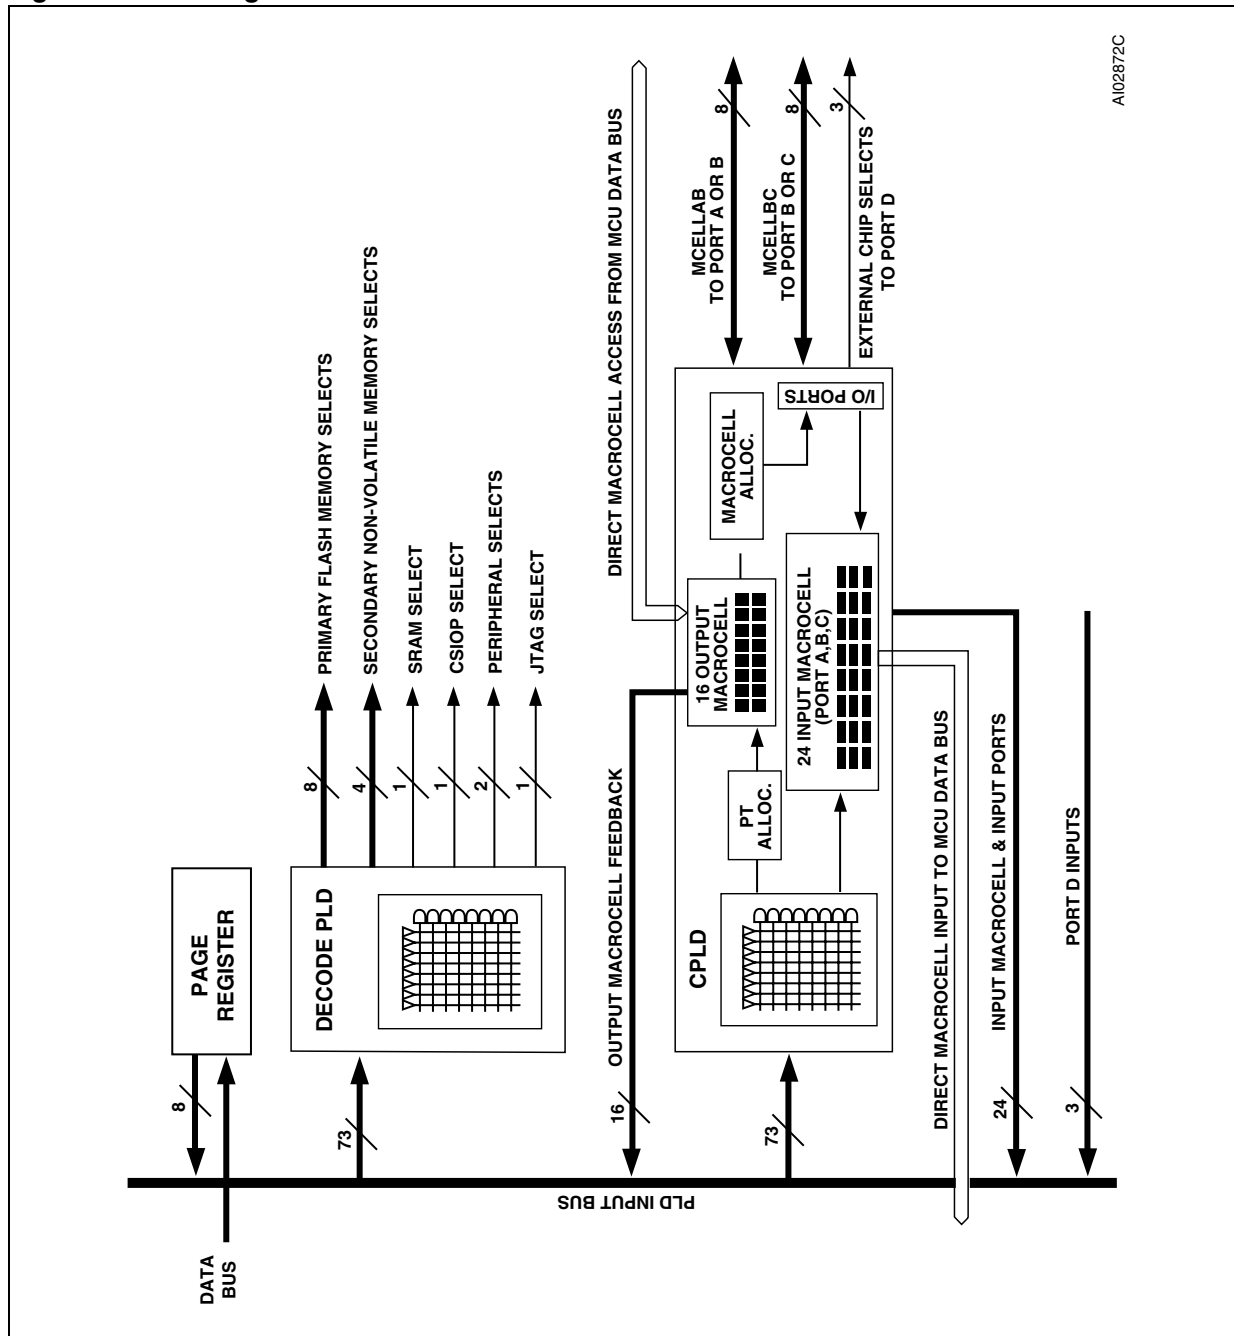 AI02872C
DATA
BUS
8
PAGE
REGISTER
73
DECODE PLD
8
PRIMARY FLASH MEMORY SELECTS
4
SECONDARY NON-VOLATILE MEMORY SELECTS
1
SRAM SELECT
1
CSIOP SELECT
2
PERIPHERAL SELECTS
1
JTAG SELECT
PLD INPUT BUS
16
OUTPUT MACROCELL FEEDBACK
DIRECT MACROCELL ACCESS FROM MCU DATA BUS
73
CPLD
PT
ALLOC.
16 OUTPUT
MACROCELL
MACROCELL
ALLOC.
I/O PORTS
24 INPUT MACROCELL
(PORT A,B,C)
MCELLAB
TO PORT A OR B
8
MCELLBC
TO PORT B OR C
8
EXTERNAL CHIP SELECTS
TO PORT D
3
DIRECT MACROCELL INPUT TO MCU DATA BUS
24
INPUT MACROCELL & INPUT PORTS
3
PORT D INPUTS